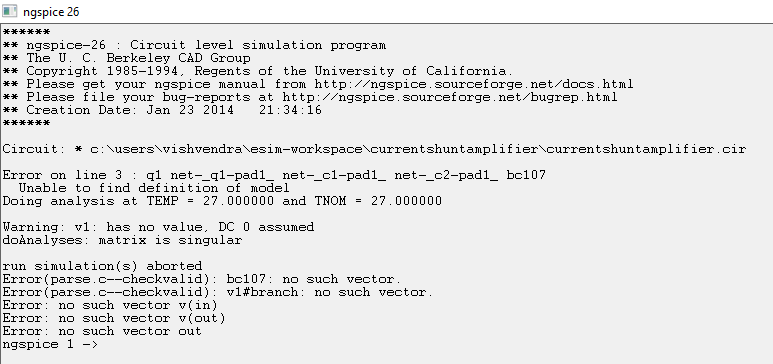 ngspice 26
******
** ngspice-26 : Circuit level simulation program
** The U. C. Berkeley CAD Group
** Copyright 1985-1994, Regents of the University of California.
** Please get your ngspice manual from http://ngspice.sourceforge.net/docs.html
** Please file your bug-reports at http://ngspice.sourceforge.net/bugrep.html
** Creation Date: Jan 23 2014   21:34:16
******
Circuit: * c:\users\vishvendra\esim-workspace\currentshuntamplifier\currentshuntamplifier.cir
Error on line 3 : q1 net-_q1-pad1_ net-_c1-pad1_ net-_c2-pad1_ bc107
Unable to find definition of model
Doing analysis at TEMP = 27.000000 and TNOM = 27.000000
Warning: v1: has no value, DC 0 assumed
doAnalyses: matrix is singular
run simulation(s) aborted
Error(parse.c--checkvalid): bc107: no such vector.
Error(parse.c--checkvalid): v1#branch: no such vector.
Error: no such vector v(in)
Error: no such vector v(out)
Error: no such vector out
ngspice 1 ->